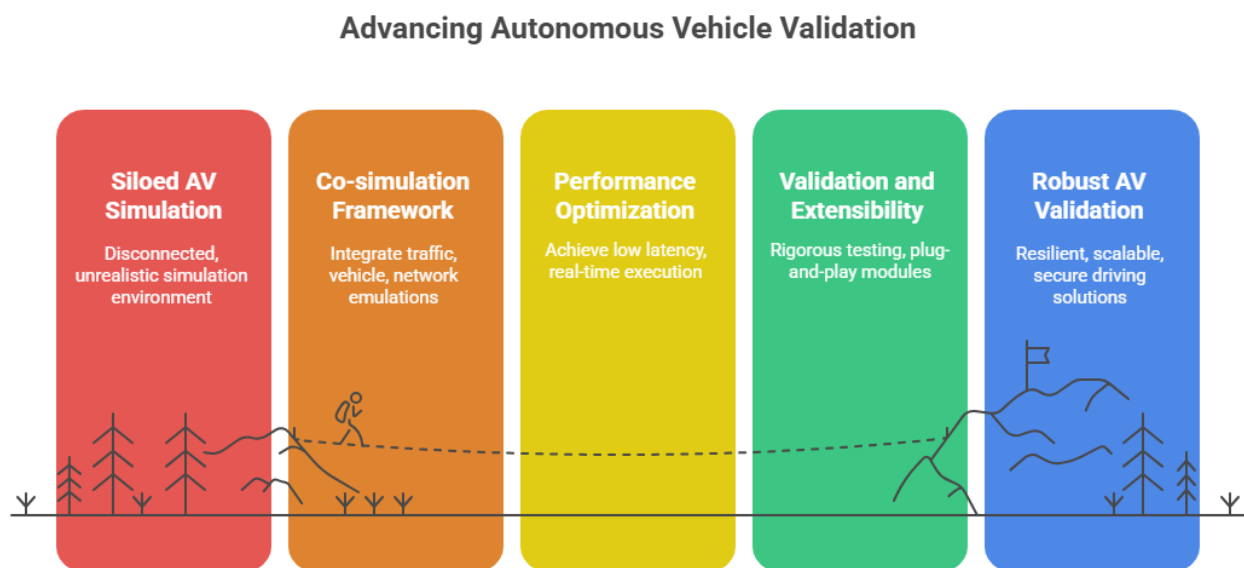 Advancing Autonomous Vehicle Validation
Siloed AV
Simulation
Disconnected,
unrealistic simulation
environment
Co-simulation
Framework
Integrate traffic,
vehicle, network
emulations
Performance
Optimization
Achieve low latency,
real-time execution
Validation and
Extensibility
Rigorous testing, plug-
and-play modules
Robust AV
Validation
Resilient, scalable,
secure driving
solutions